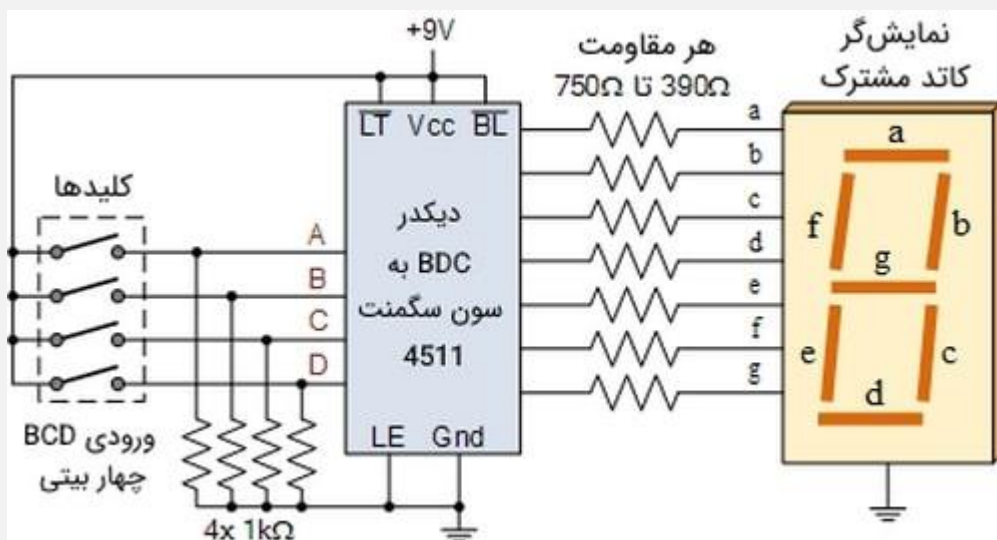 +9V
هر مقاومت
750Ω تا 390Ω
نمایش‌گر
کاتد مشترک
LT Vcc BL
کلیدها
دیکدر
BDC به
سون سگمنت
4511
A
B
C
D
a
b
c
d
e
f
g
a
f
b
g
e
c
d
LE Gnd
ورودی BCD
چهار بیتی
4x 1kΩ